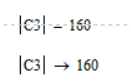 |C3| = 160
|C3| → 160